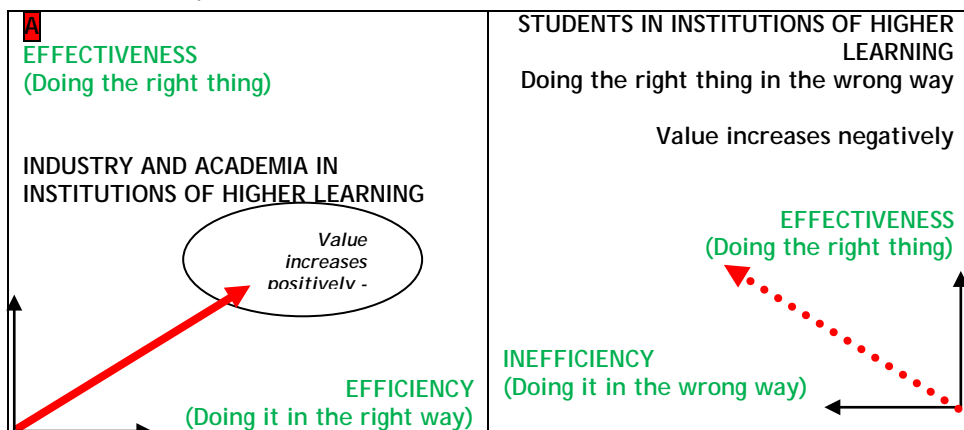 A
EFFECTIVENESS
(Doing the right thing)
INDUSTRY AND ACADEMIA IN
INSTITUTIONS OF HIGHER LEARNING
Value
increases
positively -
EFFICIENCY
(Doing it in the right way)
STUDENTS IN INSTITUTIONS OF HIGHER
LEARNING
Doing the right thing in the wrong way
Value increases negatively
EFFECTIVENESS
(Doing the right thing)
INEFFICIENCY
(Doing it in the wrong way)